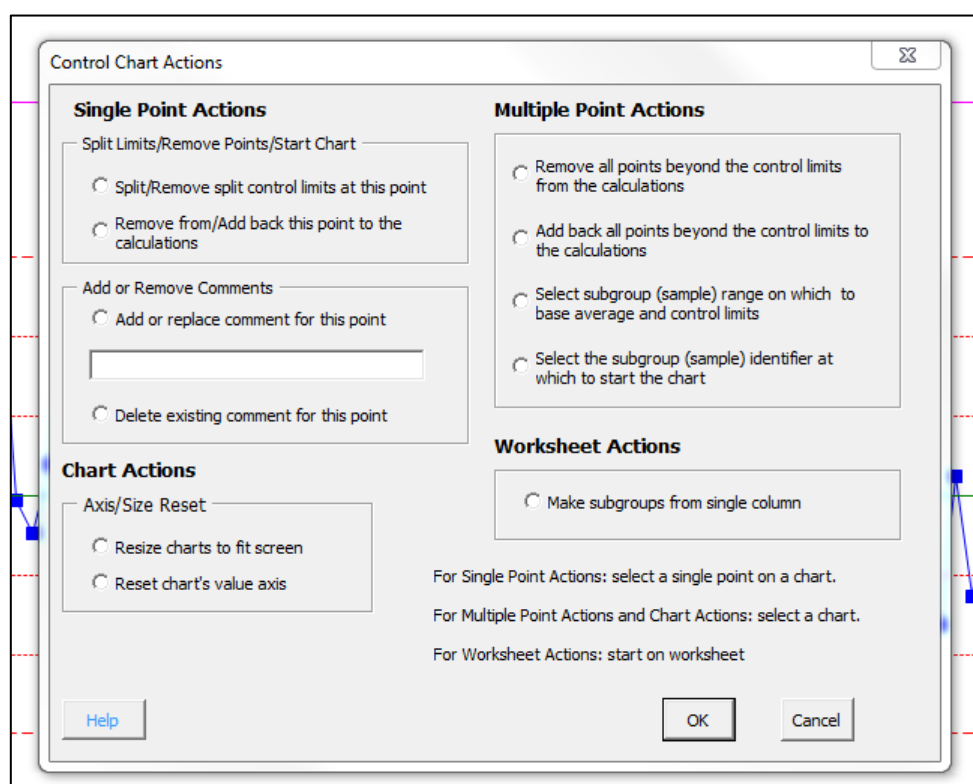 Control Chart Actions
Single Point Actions
Split Limits/Remove Points/Start Chart
Split/Remove split control limits at this point
Remove from/Add back this point to the
calculations
Add or Remove Comments
Add or replace comment for this point
Delete existing comment for this point
Chart Actions
Axis/Size Reset
Resize charts to fit screen
Reset chart's value axis
Multiple Point Actions
Remove all points beyond the control limits
from the calculations
Add back all points beyond the control limits to
the calculations
Select subgroup (sample) range on which to
base average and control limits
Select the subgroup (sample) identifier at
which to start the chart
Worksheet Actions
Make subgroups from single column
For Single Point Actions: select a single point on a chart.
For Multiple Point Actions and Chart Actions: select a chart.
For Worksheet Actions: start on worksheet
Help
OK
Cancel